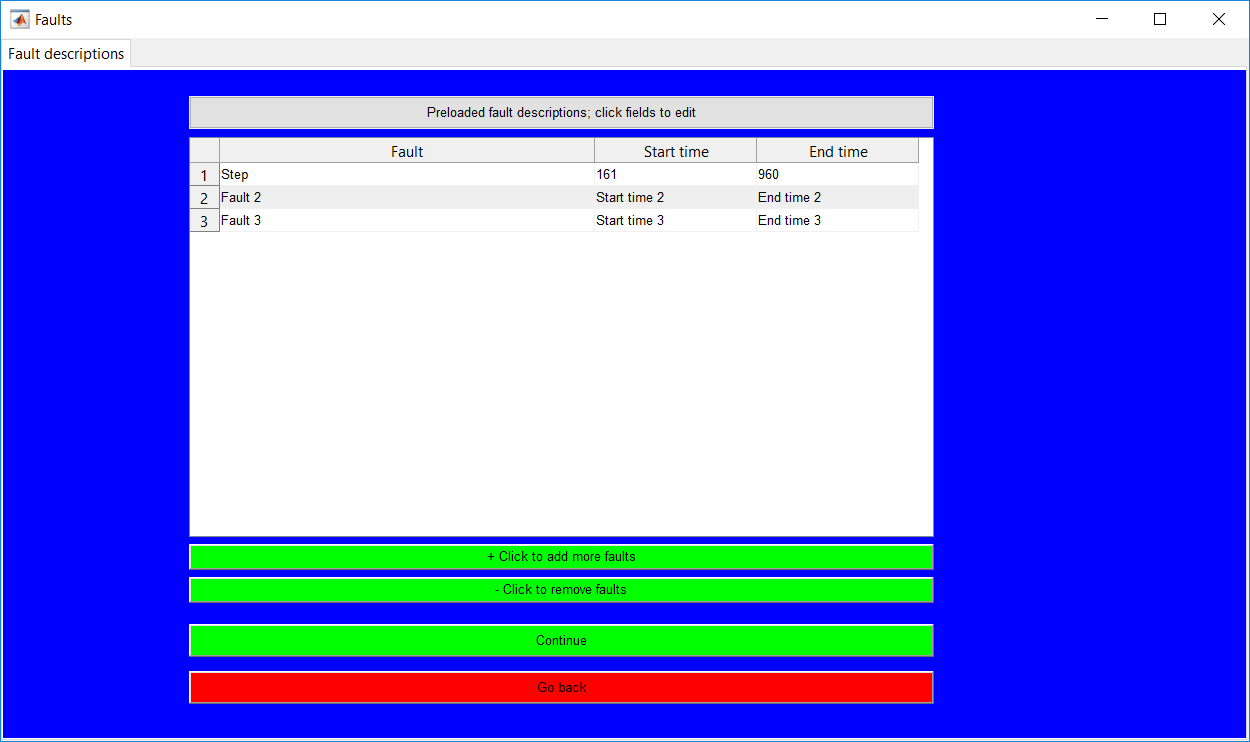 Faults
Fault descriptions
Preloaded fault descriptions; click fields to edit
Fault Start time End time
1 Step 161 960
2 Fault 2 Start time 2 End time 2
3 Fault 3 Start time 3 End time 3
+ Click to add more faults
- Click to remove faults
Continue
Go back